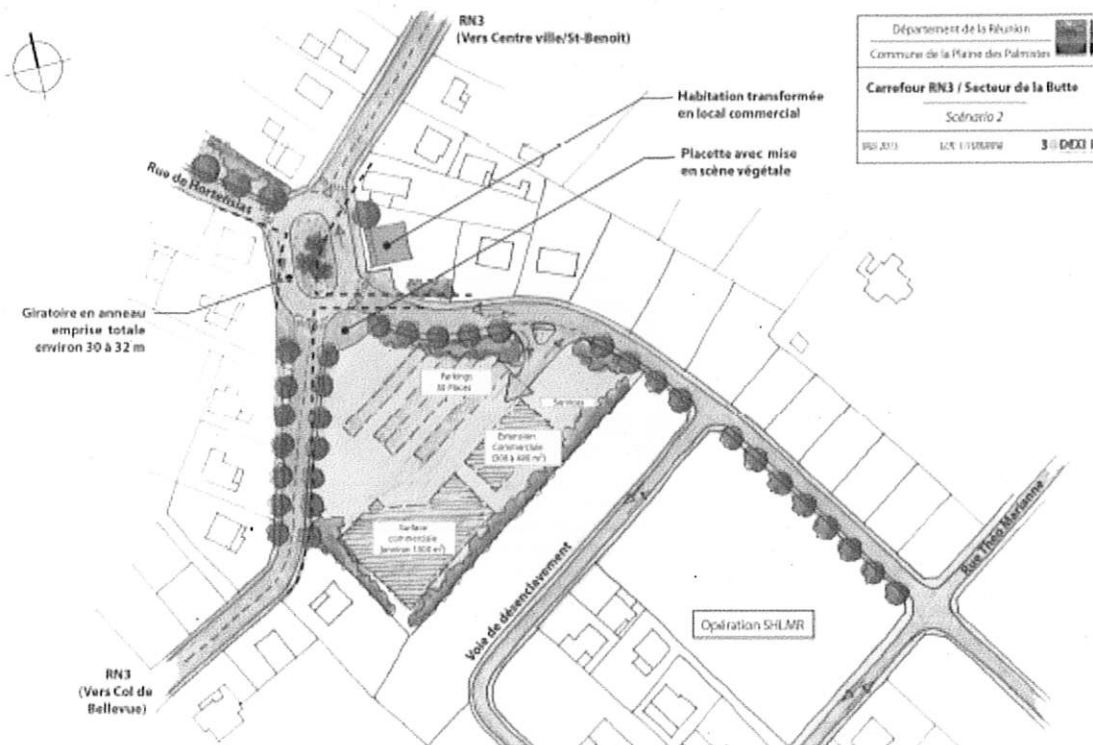 RN3
(Vers Centre ville/St-Benoit)
Département de la Réunion
Commune de la Plaine des Palmistes
Carrefour RN3 / Secteur de la Butte
Scénario 2
Habitation transformée
en local commercial
Placette avec mise
en scène végétale
Rue de Hortensias
Giratoire en anneau
emprise totale
environ 30 à 32 m
Parkings
Places
Services
Extension
commerciale
Surface
commerciale
Voie de désenclavement
Rue Théo Marianne
Opération SHLMR
RN3
(Vers Col de
Bellevue)